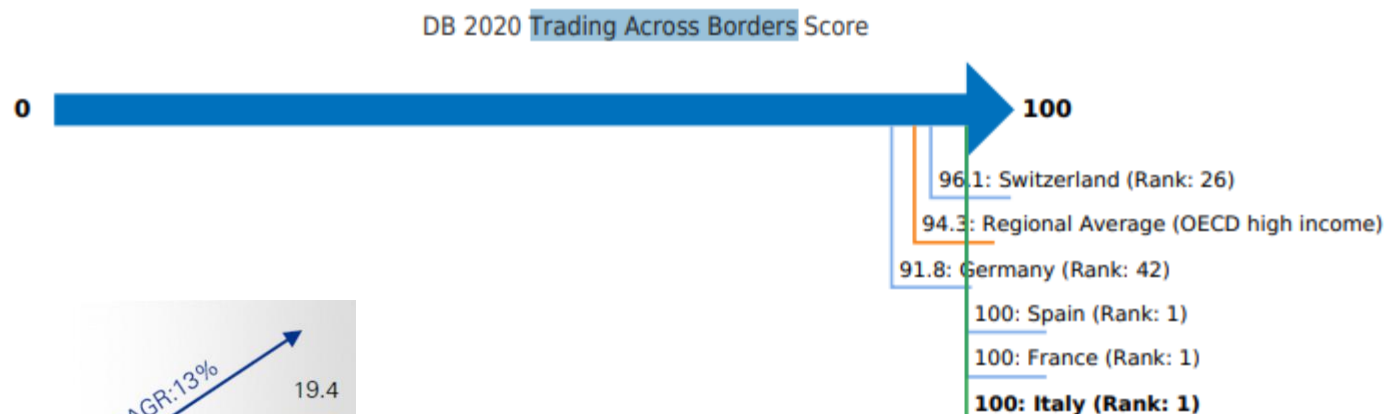 DB 2020 Trading Across Borders Score
0
100
96.1: Switzerland (Rank: 26)
94.3: Regional Average (OECD high income)
91.8: Germany (Rank: 42)
100: Spain (Rank: 1)
100: France (Rank: 1)
100: Italy (Rank: 1)
AGR:13%
19.4